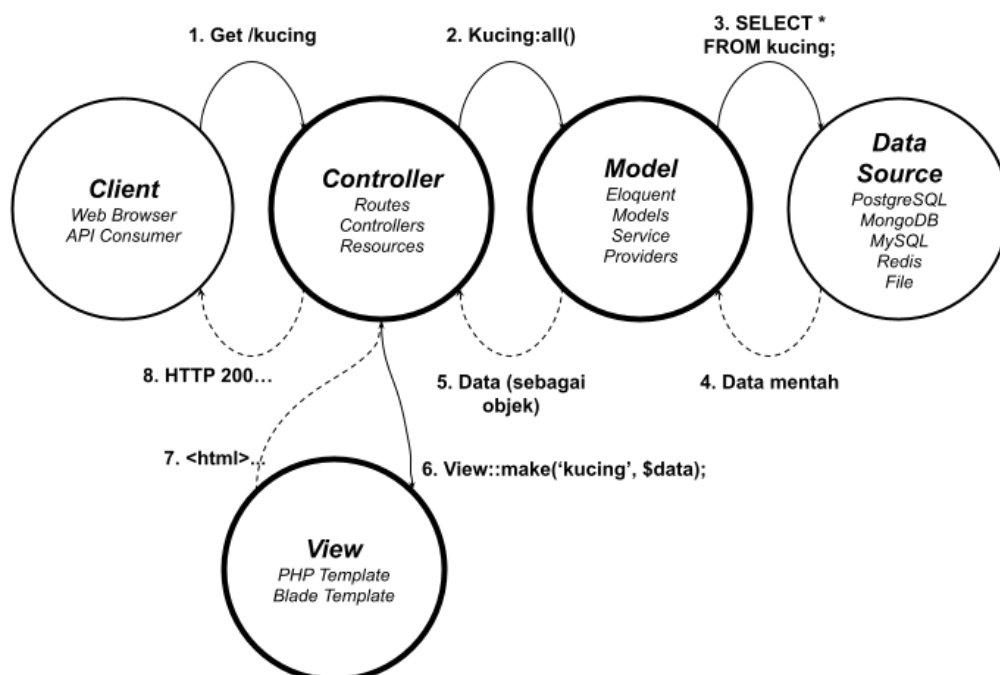 1. Get /kucing
2. Kucing:all()
3. SELECT *
FROM kucing;
Client
Web Browser
API Consumer
Controller
Routes
Controllers
Resources
Model
Eloquent
Models
Service
Providers
Data
Source
PostgreSQL
MongoDB
MySQL
Redis
File
8. HTTP 200...
5. Data (sebagai
objek)
4. Data mentah
7. <html>...
6. View::make(‘kucing’, $data);
View
PHP Template
Blade Template